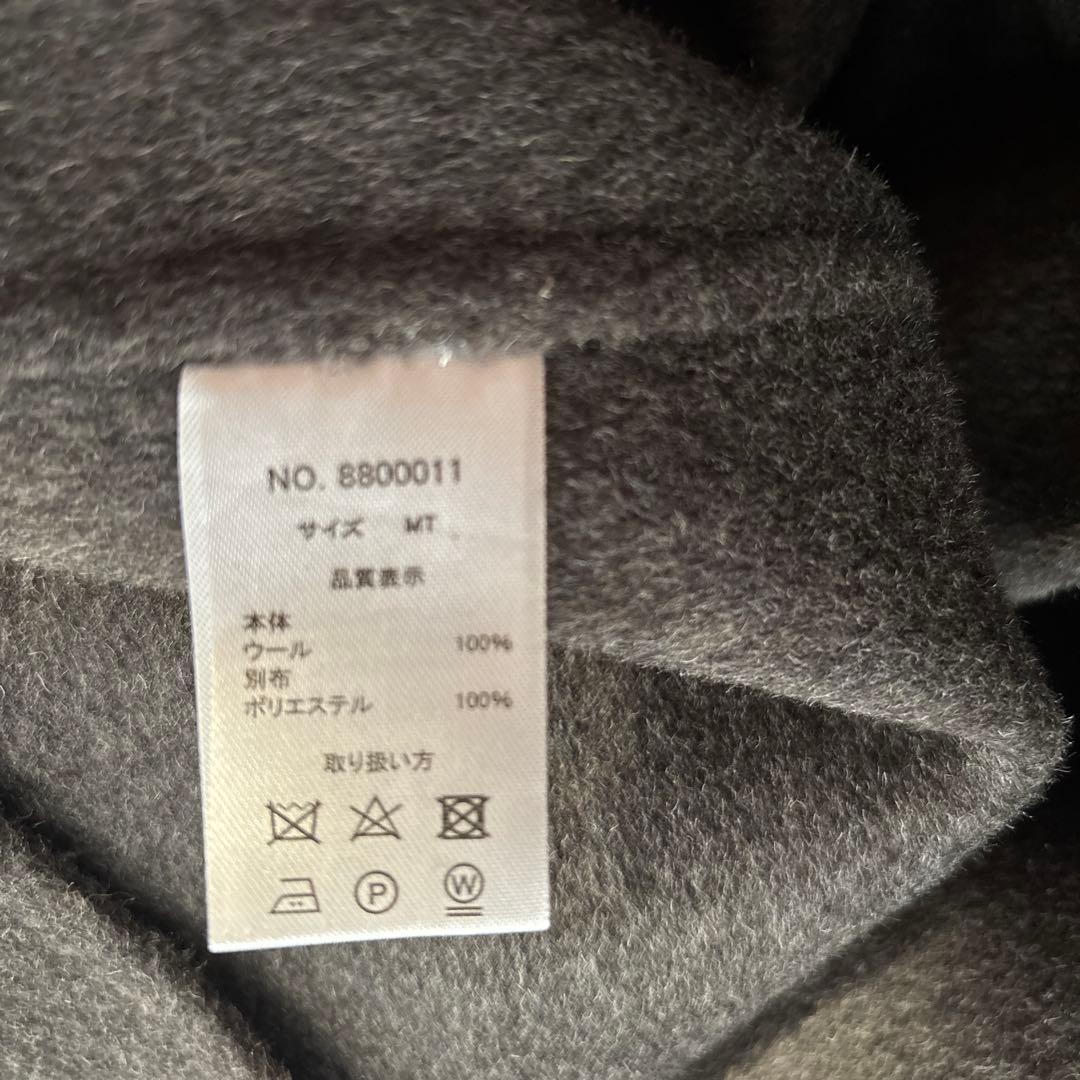 NO. 8800011
サイズ MT
品質表示
本体
ウール 100%
別布
ポリエステル 100%
取り扱い方
P W